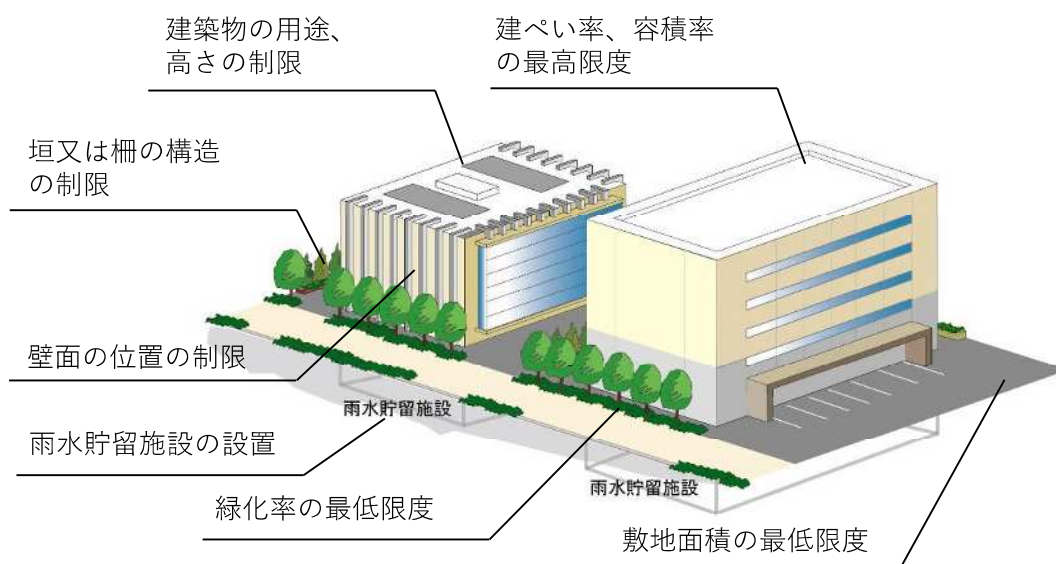 建築物の用途、
高さの制限
建ぺい率、容積率
の最高限度
垣又は柵の構造
の制限
壁面の位置の制限
雨水貯留施設
雨水貯留施設の設置
雨水貯留施設
緑化率の最低限度
敷地面積の最低限度